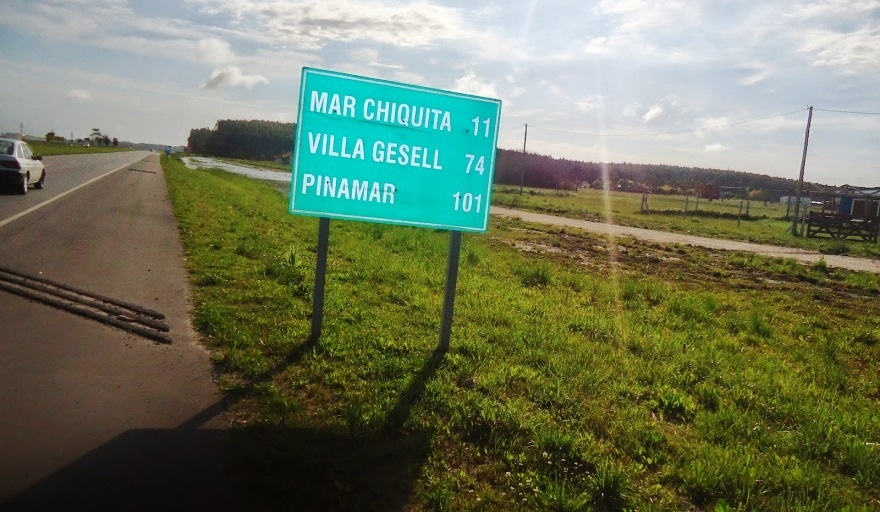 MAR CHIQUITA 11
VILLA GESELL 74
PINAMAR 101